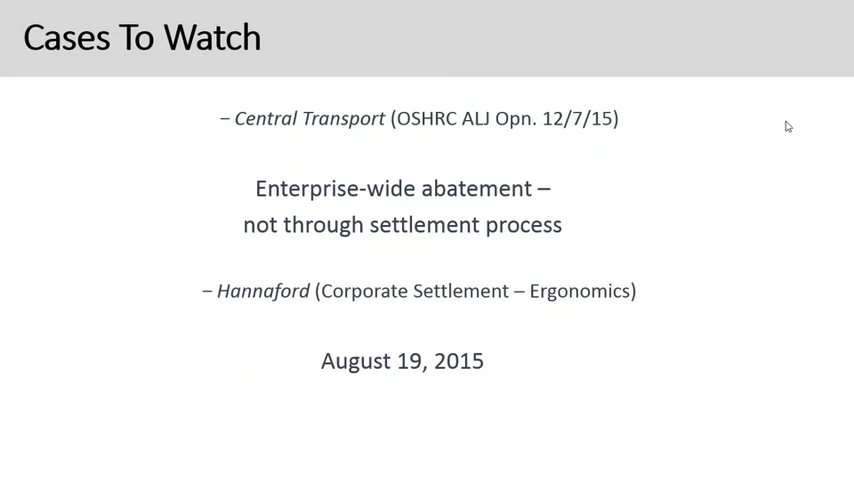 Cases To Watch
– Central Transport (OSHRC ALJ Opn. 12/7/15)
Enterprise-wide abatement –
not through settlement process
– Hannaford (Corporate Settlement – Ergonomics)
August 19, 2015